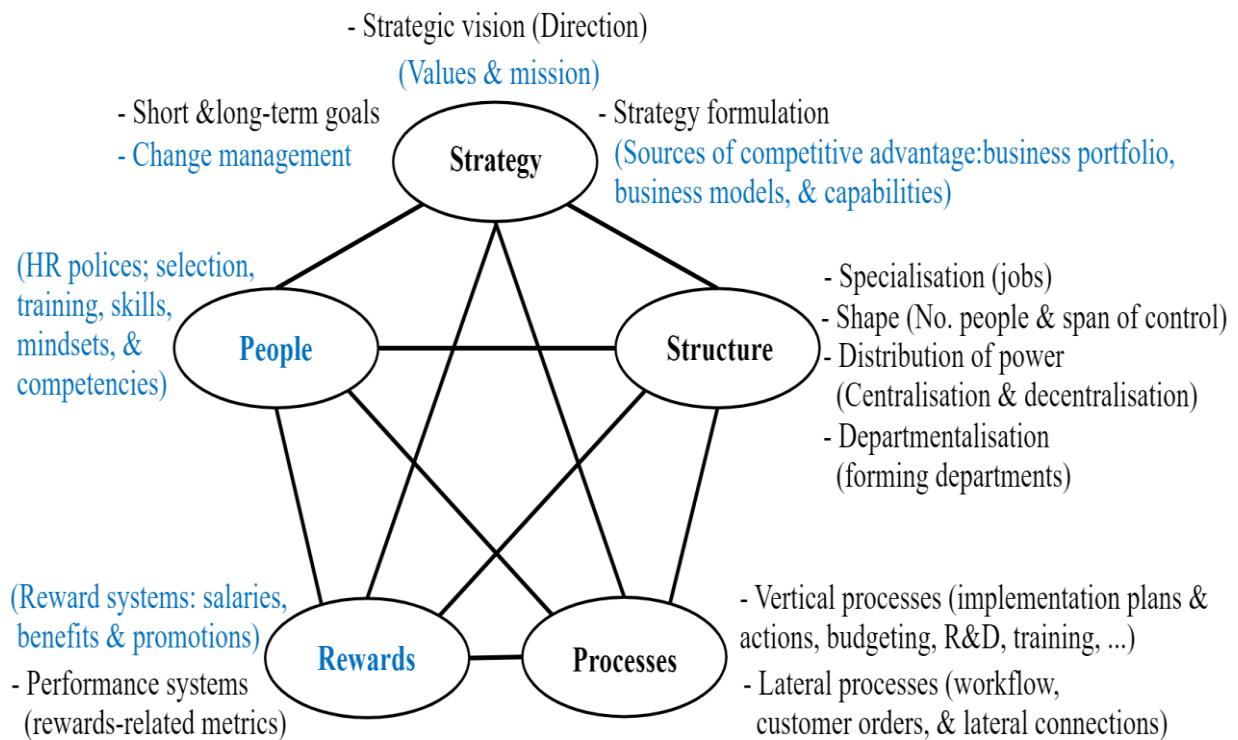 - Strategic vision (Direction)
(Values & mission)
- Short &long-term goals
- Change management
Strategy
- Strategy formulation
(Sources of competitive advantage:business portfolio,
business models, & capabilities)
(HR polices; selection,
training, skills,
mindsets, &
competencies)
People
Structure
- Specialisation (jobs)
- Shape (No. people & span of control)
- Distribution of power
(Centralisation & decentralisation)
- Departmentalisation
(forming departments)
(Reward systems: salaries,
benefits & promotions)
- Performance systems
(rewards-related metrics)
Rewards
Processes
- Vertical processes (implementation plans &
actions, budgeting, R&D, training, ...)
- Lateral processes (workflow,
customer orders, & lateral connections)